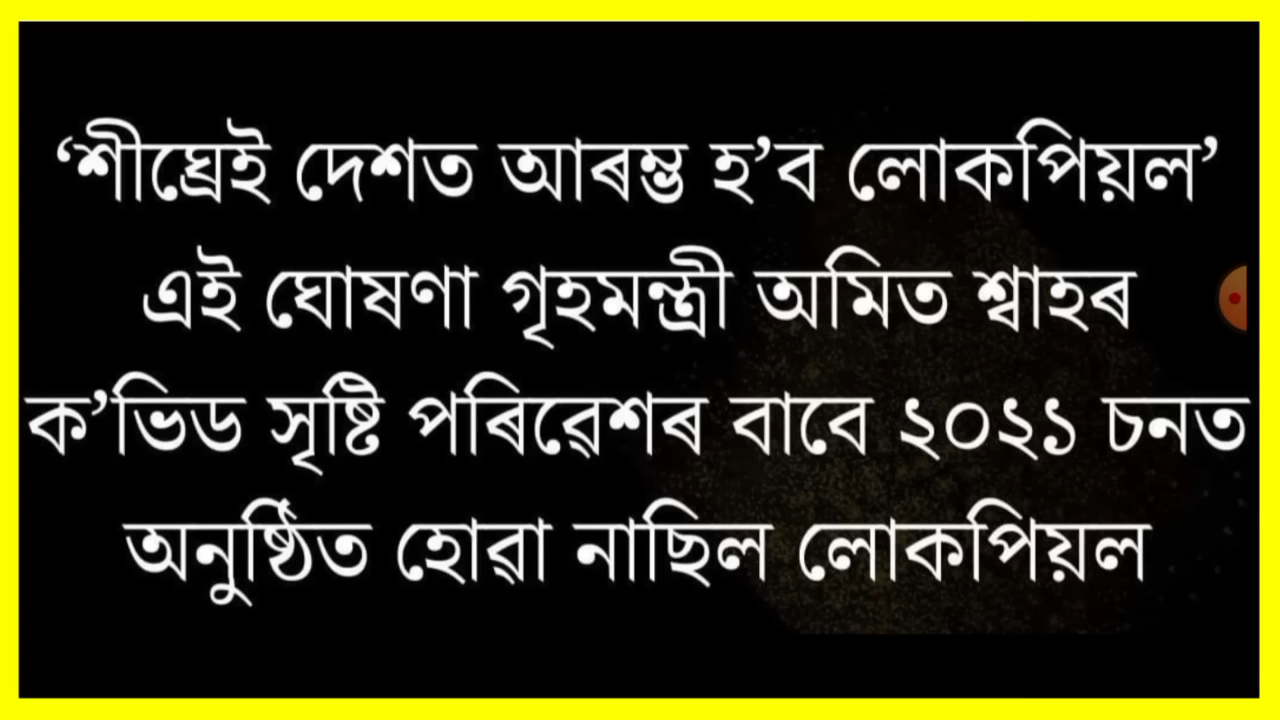 ‘শীঘ্ৰেই দেশত আৰম্ভ হ’ব লোকপিয়ল’
এই ঘোষণা গৃহমন্ত্ৰী অমিত শ্বাহৰ
ক’ভিড সৃষ্টি পৰিৱেশৰ বাবে ২০২১ চনত
অনুষ্ঠিত হোৱা নাছিল লোকপিয়ল